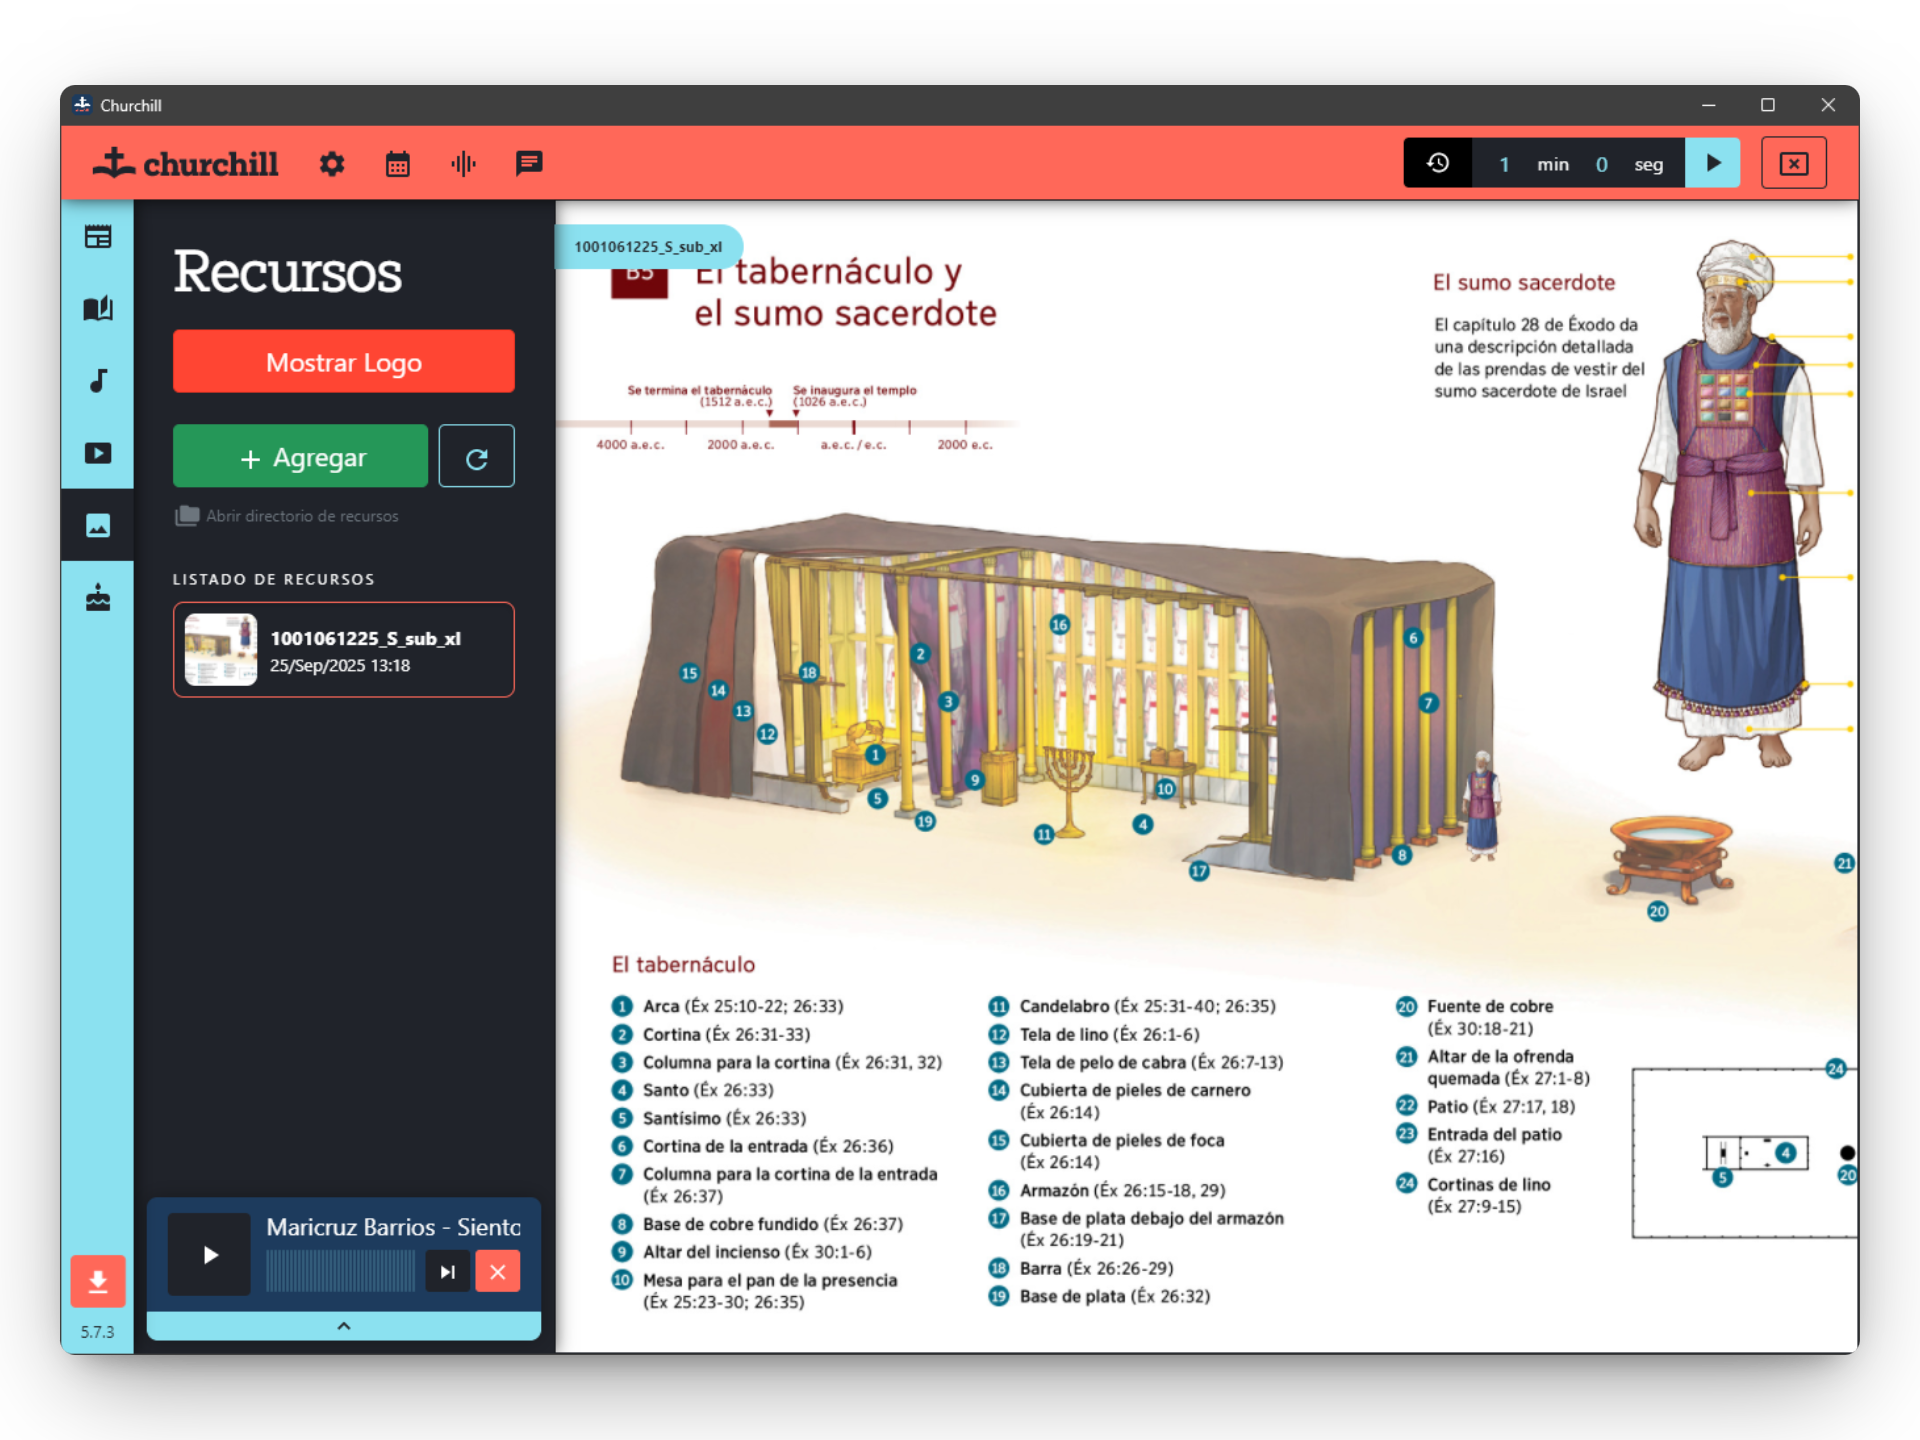 Churchill
churchill
1 min 0 seg
Recursos
Mostrar Logo
+ Agregar
Abrir directorio de recursos
LISTADO DE RECURSOS
1001061225_S_sub_xl
25/Sep/2025 13:18
Maricruz Barrios - Siento
5.7.3
1001061225_S_sub_xl
B5
El tabernáculo y
el sumo sacerdote
Se termina el tabernáculo
(1512 a.e.c.)
Se inaugura el templo
(1026 a.e.c.)
4000 a.e.c.
2000 a.e.c.
a.e.c. / e.c.
2000 e.c.
El sumo sacerdote
El capítulo 28 de Éxodo da
una descripción detallada
de las prendas de vestir del
sumo sacerdote de Israel
16
6
2
15
18
14
3
7
13
12
1
9
10
5
19
11
4
8
17
21
20
El tabernáculo
1 Arca (Éx 25:10-22; 26:33)
2 Cortina (Éx 26:31-33)
3 Columna para la cortina (Éx 26:31, 32)
4 Santo (Éx 26:33)
5 Santísimo (Éx 26:33)
6 Cortina de la entrada (Éx 26:36)
7 Columna para la cortina de la entrada
(Éx 26:37)
8 Base de cobre fundido (Éx 26:37)
9 Altar del incienso (Éx 30:1-6)
10 Mesa para el pan de la presencia
(Éx 25:23-30; 26:35)
11 Candelabro (Éx 25:31-40; 26:35)
12 Tela de lino (Éx 26:1-6)
13 Tela de pelo de cabra (Éx 26:7-13)
14 Cubierta de pieles de carnero
(Éx 26:14)
15 Cubierta de pieles de foca
(Éx 26:14)
16 Armazón (Éx 26:15-18, 29)
17 Base de plata debajo del armazón
(Éx 26:19-21)
18 Barra (Éx 26:26-29)
19 Base de plata (Éx 26:32)
20 Fuente de cobre
(Éx 30:18-21)
21 Altar de la ofrenda
quemada (Éx 27:1-8)
22 Patio (Éx 27:17, 18)
23 Entrada del patio
(Éx 27:16)
24 Cortinas de lino
(Éx 27:9-15)
24
4
5
20